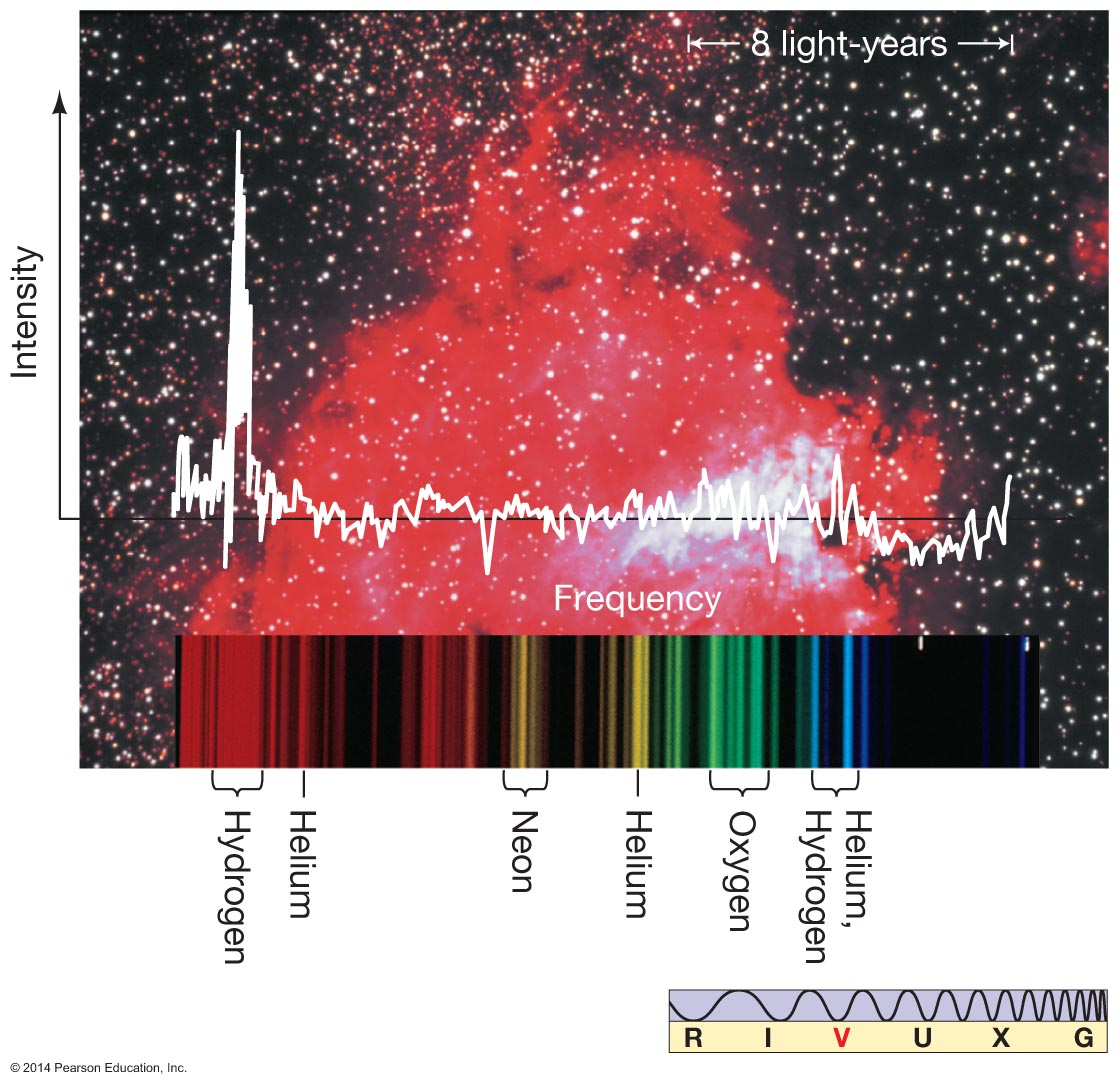 8 light-years
Intensity
Frequency
Hydrogen
Helium
Neon
Helium
Oxygen
Helium,
Hydrogen
R I V U X G
© 2014 Pearson Education, Inc.